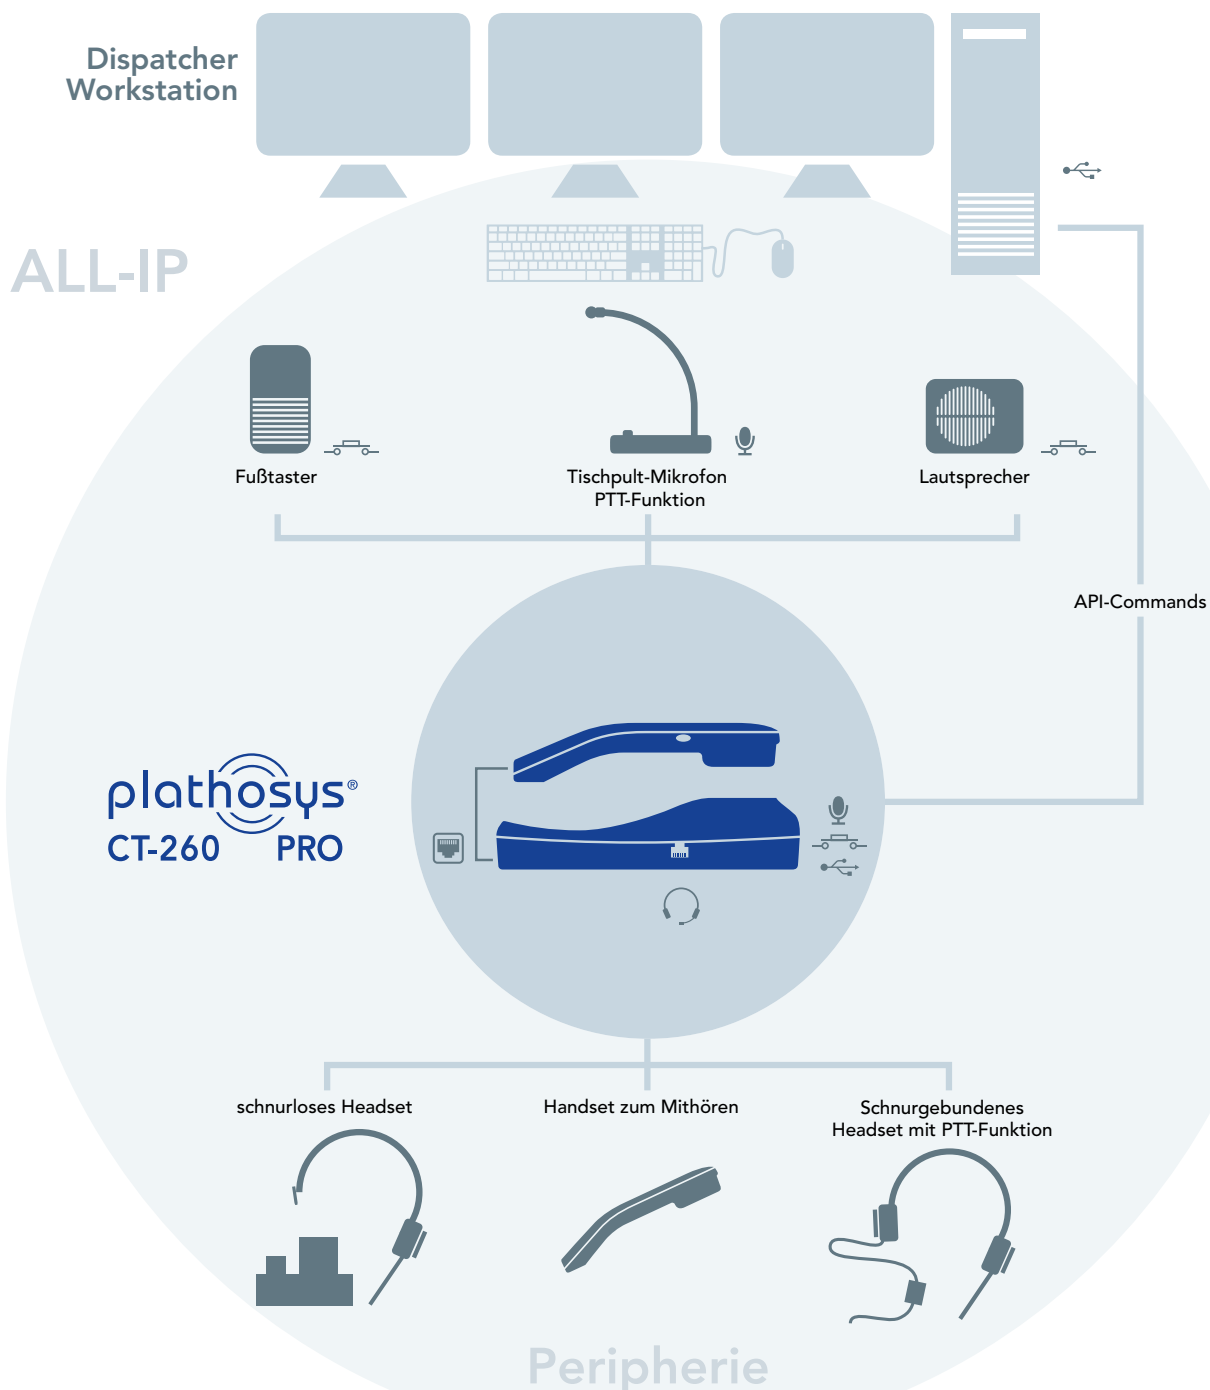 Dispatcher
Workstation
ALL-IP
Fußtaster
Tischpult-Mikrofon
PTT-Funktion
Lautsprecher
API-Commands
plathosys®
CT-260 PRO
schnurloses Headset
Handset zum Mithören
Schnurgebundenes
Headset mit PTT-Funktion
Peripherie